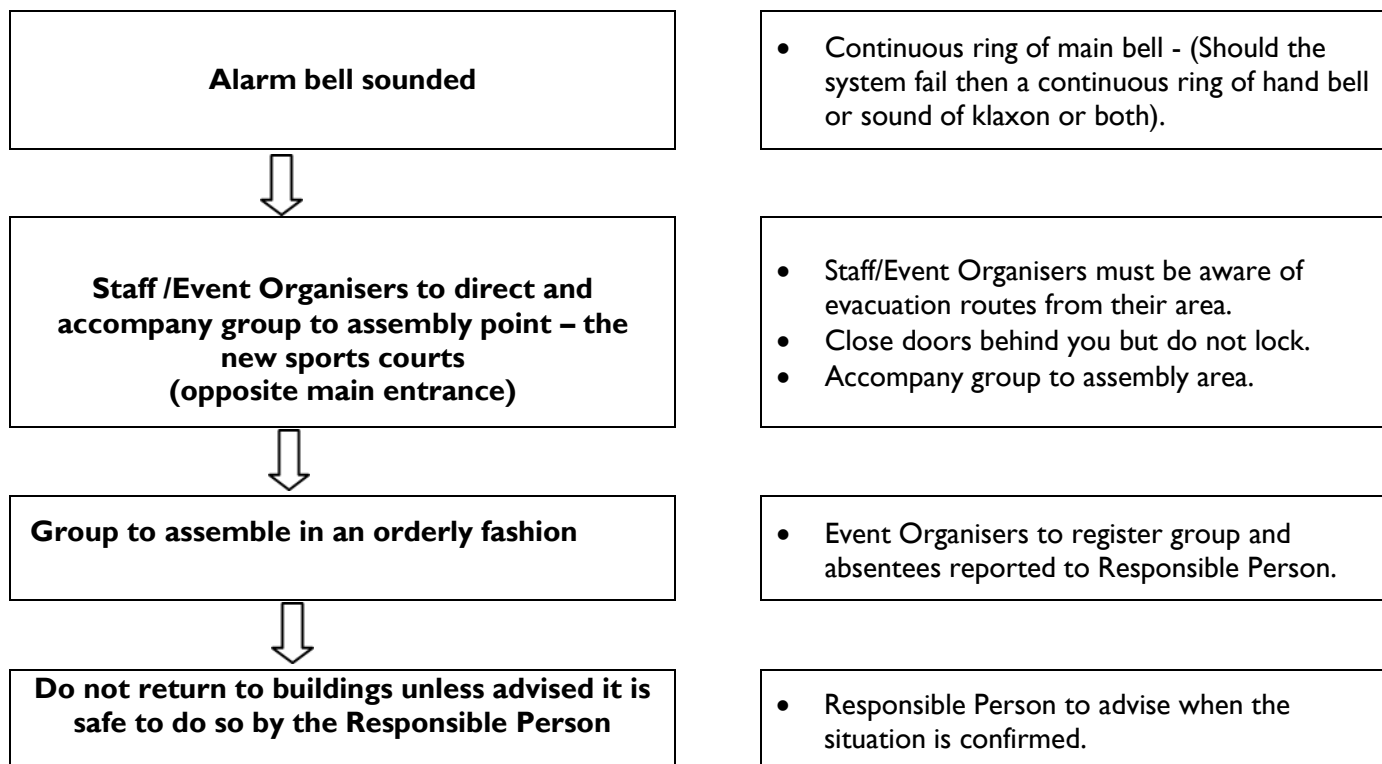 Alarm bell sounded
• Continuous ring of main bell - (Should the
system fail then a continuous ring of hand bell
or sound of klaxon or both).
Staff /Event Organisers to direct and
accompany group to assembly point – the
new sports courts
(opposite main entrance)
• Staff/Event Organisers must be aware of
evacuation routes from their area.
• Close doors behind you but do not lock.
• Accompany group to assembly area.
Group to assemble in an orderly fashion
• Event Organisers to register group and
absentees reported to Responsible Person.
Do not return to buildings unless advised it is
safe to do so by the Responsible Person
• Responsible Person to advise when the
situation is confirmed.